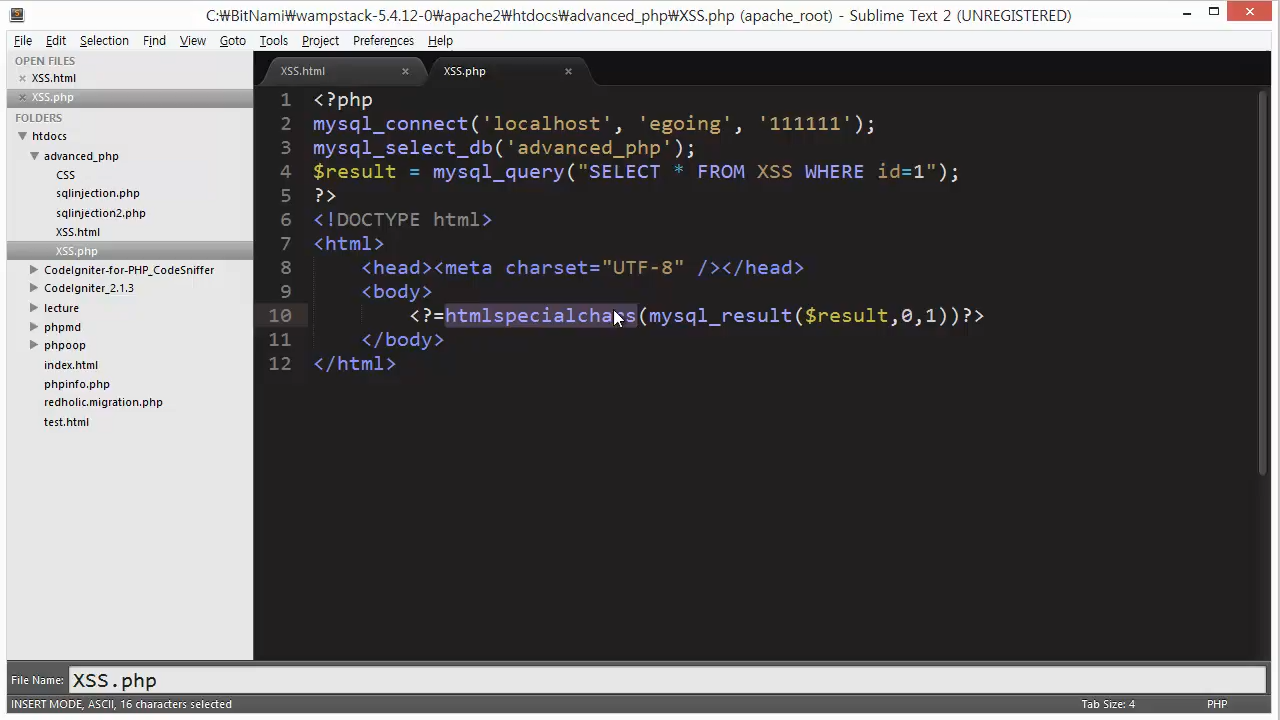 C:₩BitNami₩wampstack-5.4.12-0₩apache2₩htdocs₩advanced_php₩XSS.php (apache_root) - Sublime Text 2 (UNREGISTERED)
File Edit Selection Find View Goto Tools Project Preferences Help
OPEN FILES
XSS.html
XSS.php
FOLDERS
htdocs
advanced_php
CSS
sqlinjection.php
sqlinjection2.php
XSS.html
XSS.php
CodeIgniter-for-PHP_CodeSniffer
CodeIgniter_2.1.3
lecture
phpmd
phpoop
index.html
phpinfo.php
redholic.migration.php
test.html
XSS.html XSS.php
1 <?php
2 mysql_connect('localhost', 'egoing', '111111');
3 mysql_select_db('advanced_php');
4 $result = mysql_query("SELECT * FROM XSS WHERE id=1");
5 ?>
6 <!DOCTYPE html>
7 <html>
8 <head><meta charset="UTF-8" /></head>
9 <body>
10 <?=htmlspecialchars(mysql_result($result,0,1))?>
11 </body>
12 </html>
File Name: XSS.php
INSERT MODE, ASCII, 16 characters selected Tab Size: 4 PHP